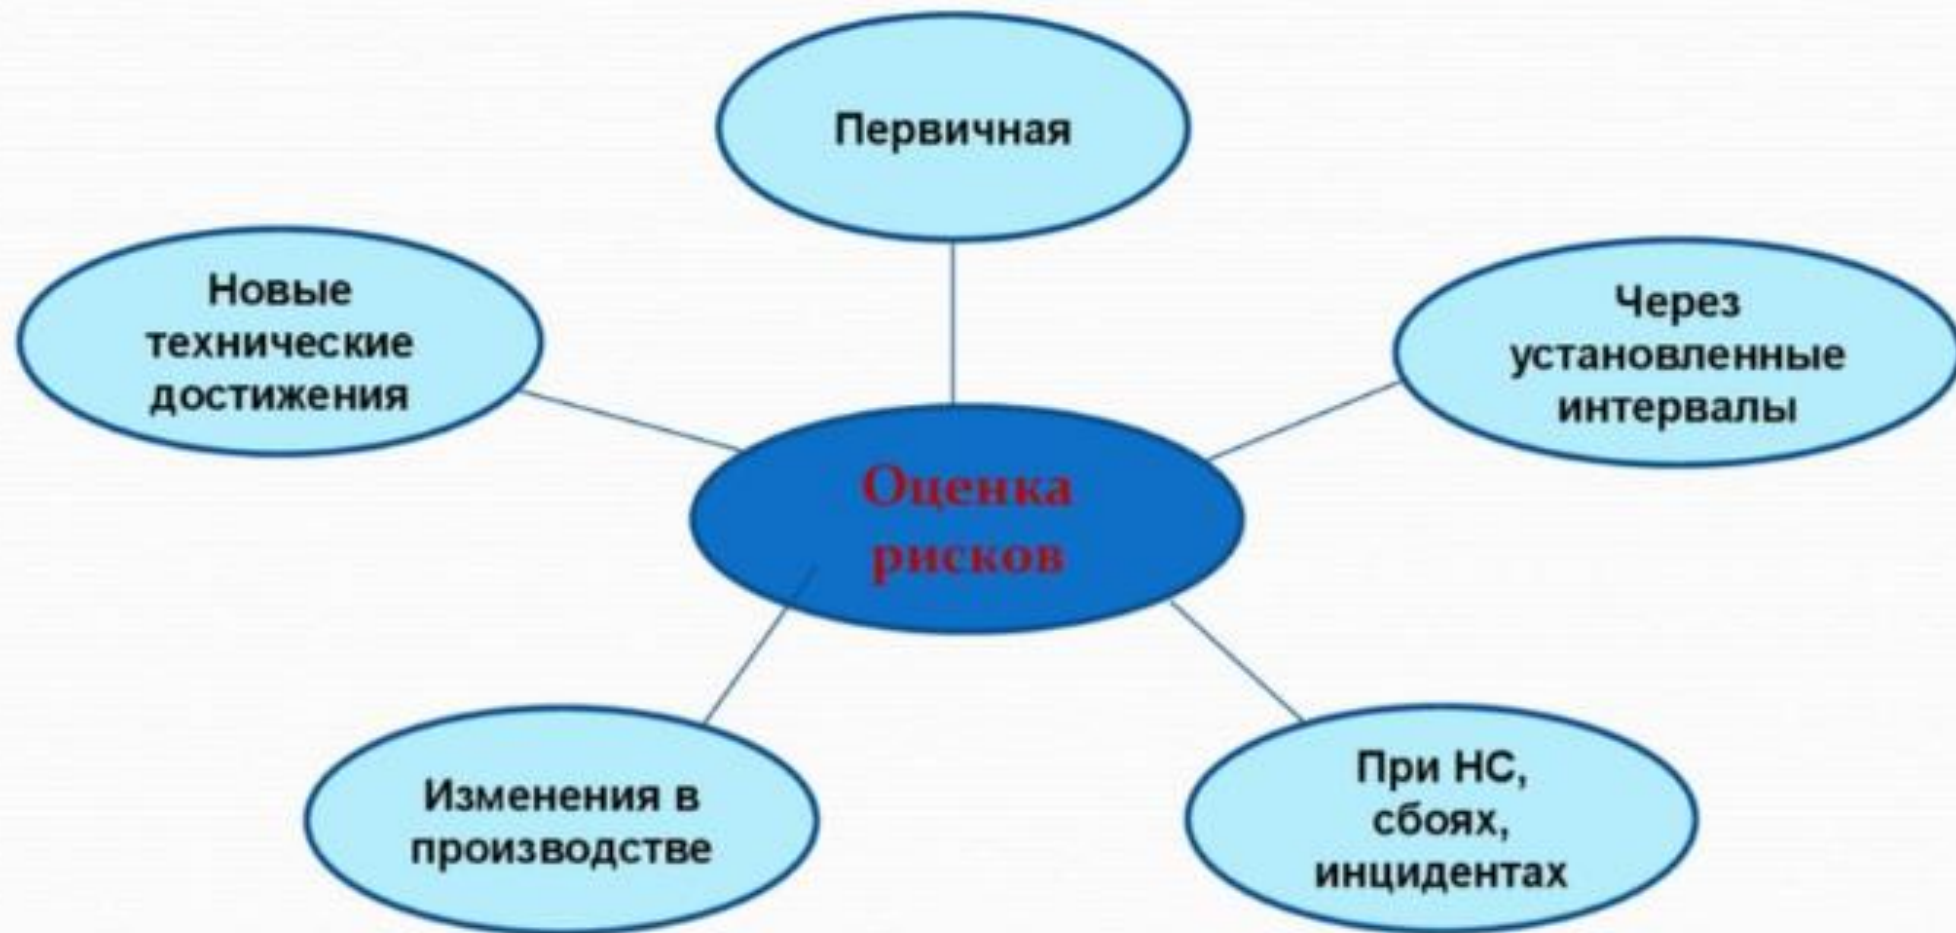 Первичная
Новые
технические
достижения
Через
установленные
интервалы
Оценка
рисков
Изменения в
производстве
При НС,
сбоях,
инцидентах